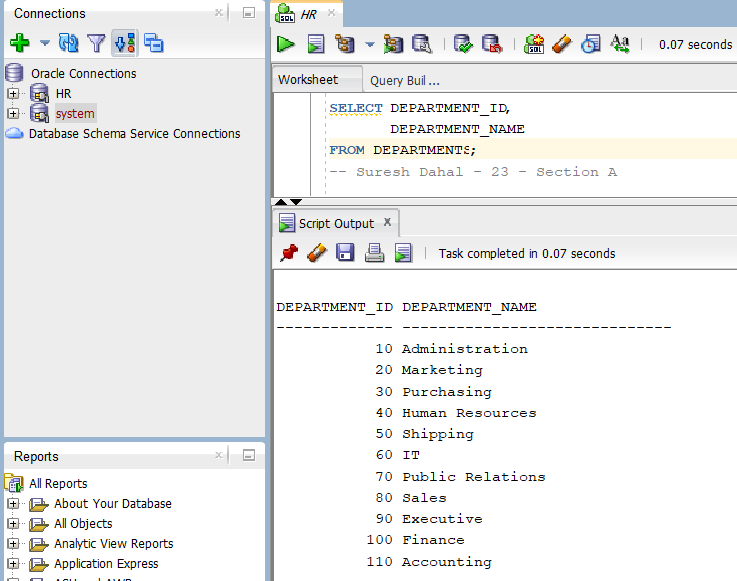 Connections
Oracle Connections
HR
system
Database Schema Service Connections
Reports
All Reports
About Your Database
All Objects
Analytic View Reports
Application Express
HR
SQL
0.07 seconds
Worksheet
Query Buil ...
SELECT DEPARTMENT_ID,
DEPARTMENT_NAME
FROM DEPARTMENTS;
-- Suresh Dahal - 23 - Section A
Script Output
Task completed in 0.07 seconds
DEPARTMENT_ID DEPARTMENT_NAME
------------- ------------------------------
10 Administration
20 Marketing
30 Purchasing
40 Human Resources
50 Shipping
60 IT
70 Public Relations
80 Sales
90 Executive
100 Finance
110 Accounting